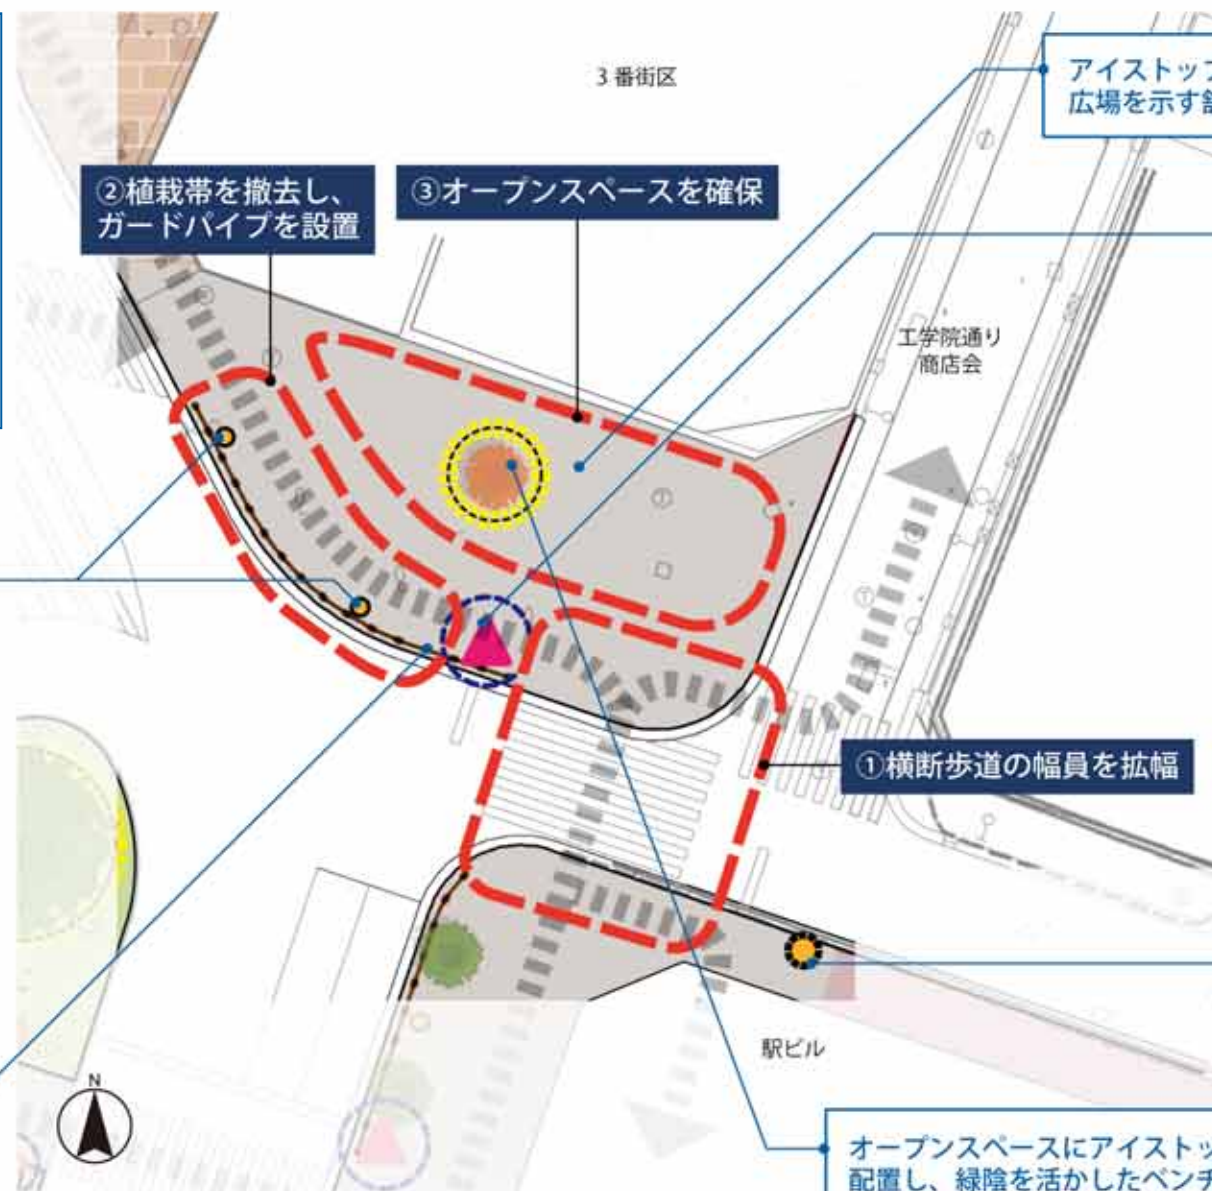 3番街区
アイストップ
広場を示す
②植栽帯を撤去し、
ガードパイプを設置
③オープンスペースを確保
工学院通り
商店会
①横断歩道の幅員を拡幅
駅ビル
N
オープンスペースにアイストッ
配置し、緑陰を活かしたベンチ